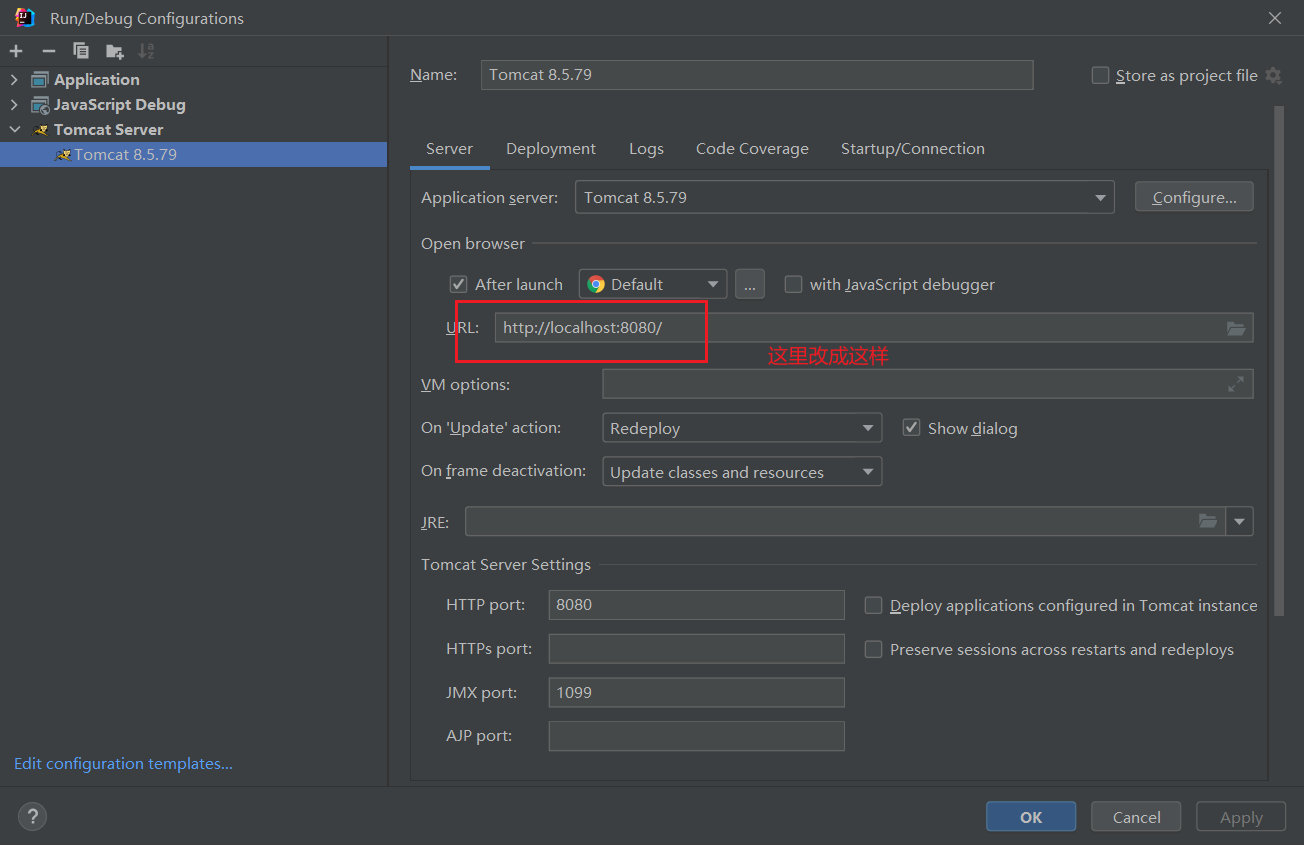 Run/Debug Configurations
Application
JavaScript Debug
Tomcat Server
Tomcat 8.5.79
Edit configuration templates...
Name: Tomcat 8.5.79 Store as project file
Server Deployment Logs Code Coverage Startup/Connection
Application server: Tomcat 8.5.79 Configure...
Open browser
After launch Default ... with JavaScript debugger
URL: http://localhost:8080/
这里改成这样
VM options:
On 'Update' action: Redeploy Show dialog
On frame deactivation: Update classes and resources
JRE:
Tomcat Server Settings
HTTP port: 8080 Deploy applications configured in Tomcat instance
HTTPs port: Preserve sessions across restarts and redeploys
JMX port: 1099
AJP port:
? OK Cancel Apply